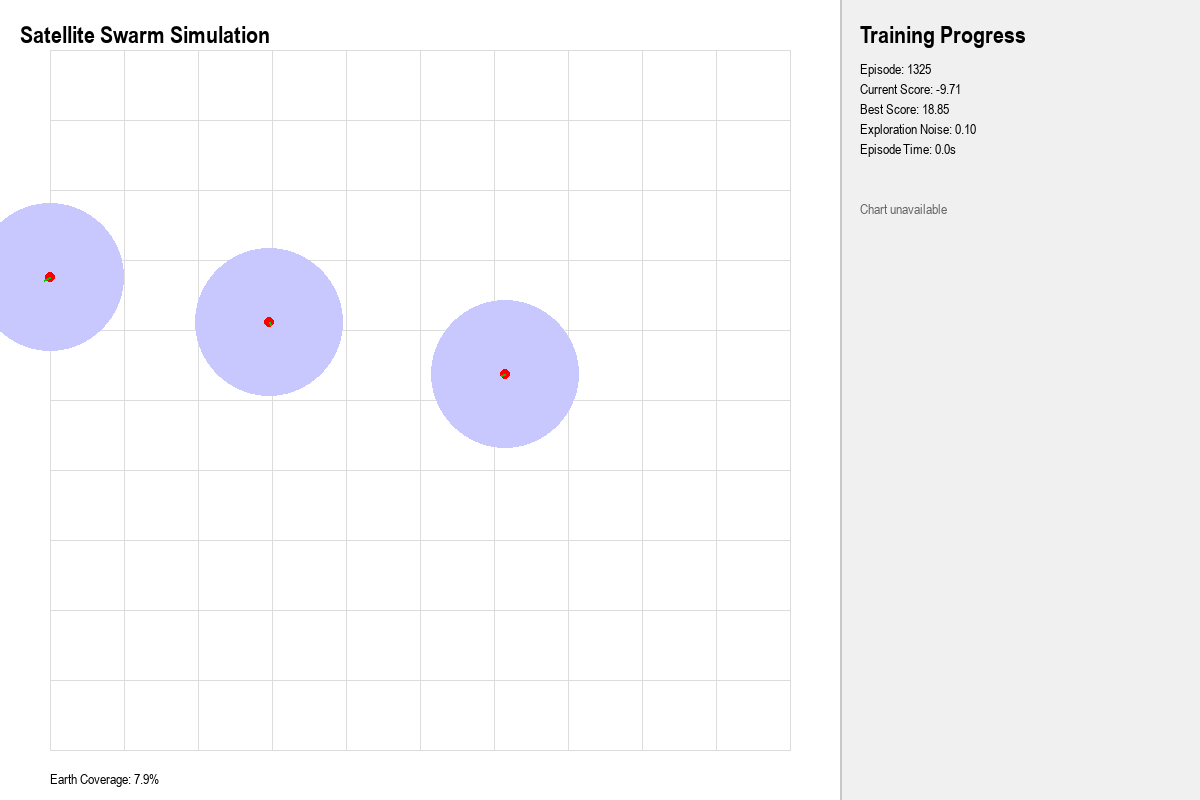 Satellite Swarm Simulation
Earth Coverage: 7.9%
Training Progress
Episode: 1325
Current Score: -9.71
Best Score: 18.85
Exploration Noise: 0.10
Episode Time: 0.0s
Chart unavailable